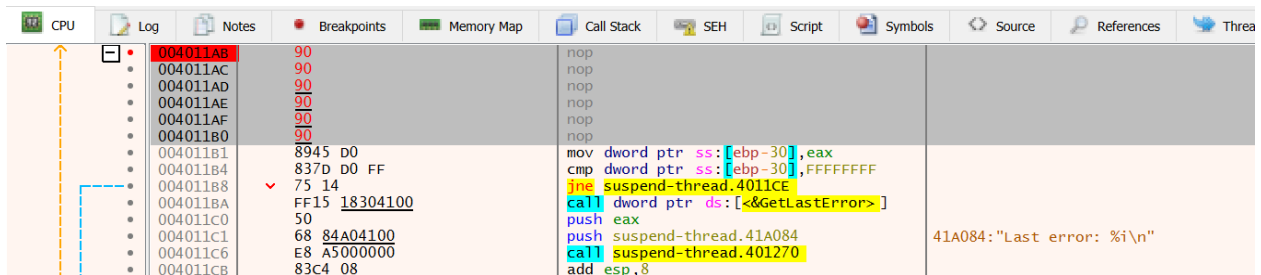 CPU Log Notes Breakpoints Memory Map Call Stack SEH Script Symbols Source References Threa
004011AB 90 nop
004011AC 90 nop
004011AD 90 nop
004011AE 90 nop
004011AF 90 nop
004011B0 90 nop
004011B1 8945 D0 mov dword ptr ss:[ebp-30],eax
004011B4 837D D0 FF cmp dword ptr ss:[ebp-30],FFFFFFFF
004011B8 75 14 jne suspend-thread.4011CE
004011BA FF15 18304100 call dword ptr ds:[<&GetLastError>]
004011C0 50 push eax
004011C1 68 84A04100 push suspend-thread.41A084 41A084:"Last error: %i\n"
004011C6 E8 A5000000 call suspend-thread.401270
004011CB 83C4 08 add esp,8